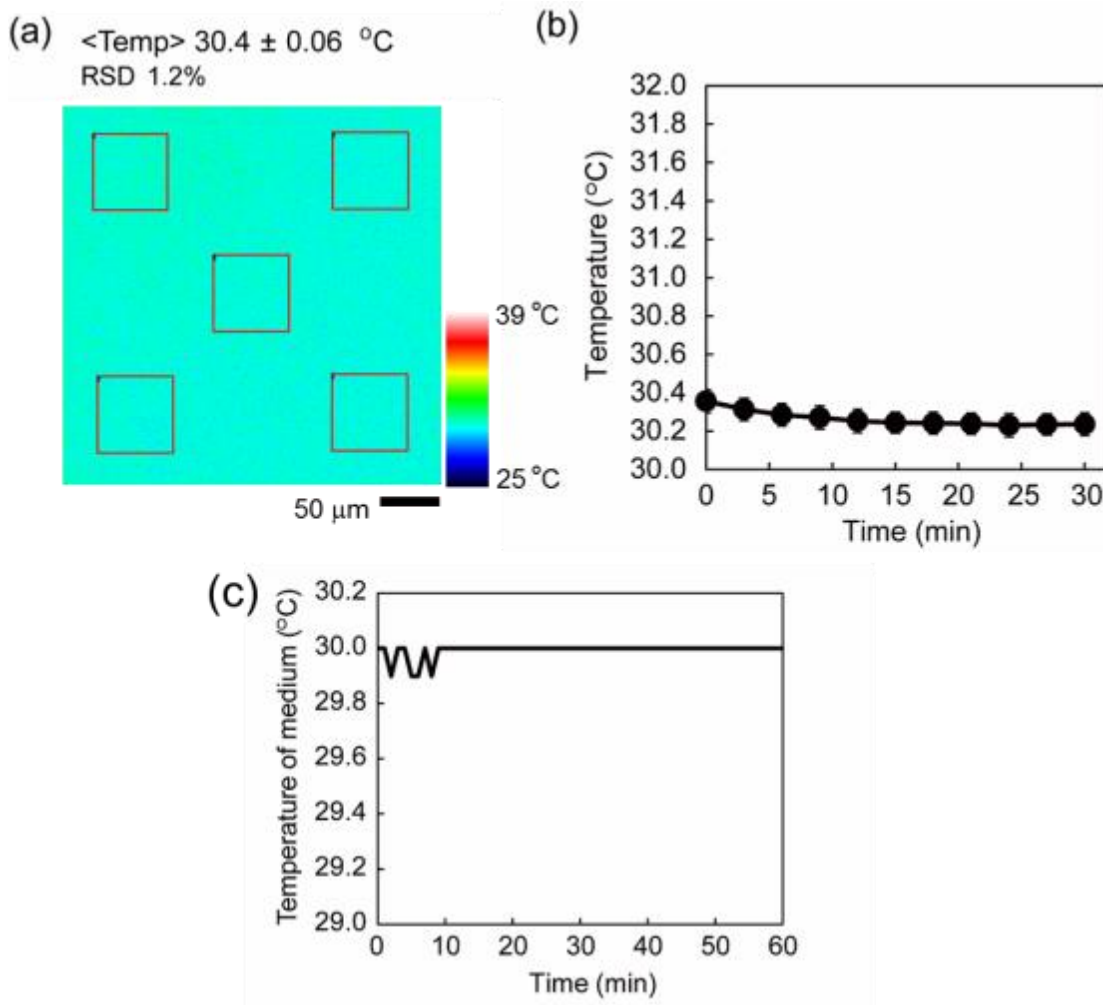 (a) <Temp> 30.4 ± 0.06 °C
RSD 1.2%
39 °C
25 °C
50 μm
(b)
Temperature (°C)
32.0
31.8
31.6
31.4
31.2
31.0
30.8
30.6
30.4
30.2
30.0
0 5 10 15 20 25 30
Time (min)
(c)
Temperature of medium (°C)
30.2
30.0
29.8
29.6
29.4
29.2
29.0
0 10 20 30 40 50 60
Time (min)